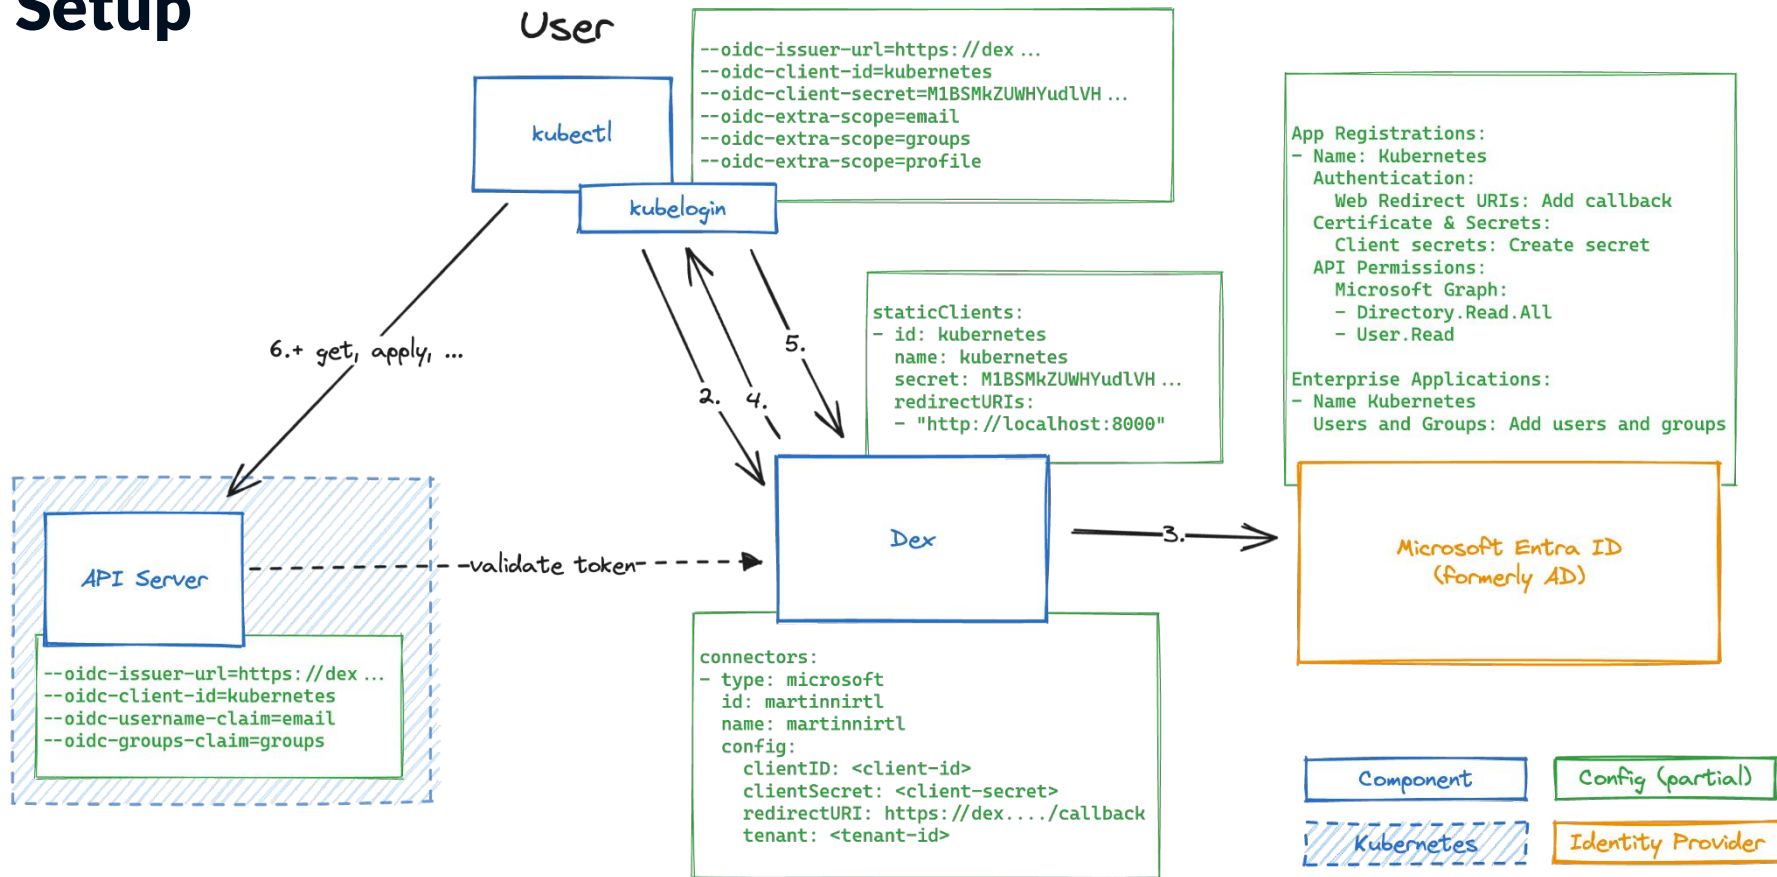 Setup
User
--oidc-issuer-url=https://dex ...
--oidc-client-id=kubernetes
--oidc-client-secret=M1BSMkZUWHYudlVH ...
--oidc-extra-scope=email
--oidc-extra-scope=groups
--oidc-extra-scope=profile
kubectl
kubelogin
App Registrations:
- Name: Kubernetes
Authentication:
Web Redirect URIs: Add callback
Certificate & Secrets:
Client secrets: Create secret
API Permissions:
Microsoft Graph:
- Directory.Read.All
- User.Read
Enterprise Applications:
- Name Kubernetes
Users and Groups: Add users and groups
staticClients:
- id: kubernetes
name: kubernetes
secret: M1BSMkZUWHYudlVH ...
redirectURIs:
- "http://localhost:8000"
6.+ get, apply, ...
2.
4.
5.
3.
Dex
Microsoft Entra ID
(formerly AD)
API Server
validate token
--oidc-issuer-url=https://dex ...
--oidc-client-id=kubernetes
--oidc-username-claim=email
--oidc-groups-claim=groups
connectors:
- type: microsoft
id: martinnirtl
name: martinnirtl
config:
clientID: <client-id>
clientSecret: <client-secret>
redirectURI: https://dex..../callback
tenant: <tenant-id>
Component
Config (partial)
Kubernetes
Identity Provider